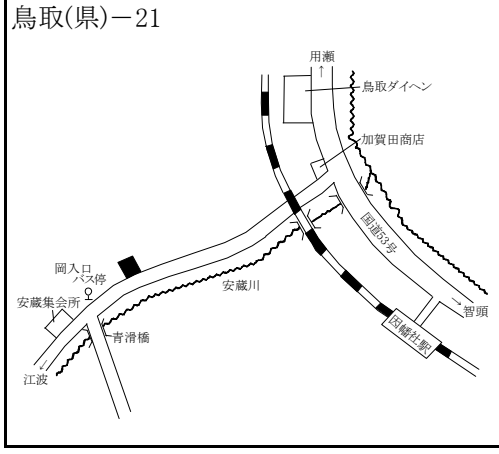 鳥取(県)－21
用瀬
↑
鳥取ダイヘン
加賀田商店
国道53号
岡入口
バス停
安蔵川
安蔵集会所
→
智頭
青滑橋
因幡社駅
↓
江波